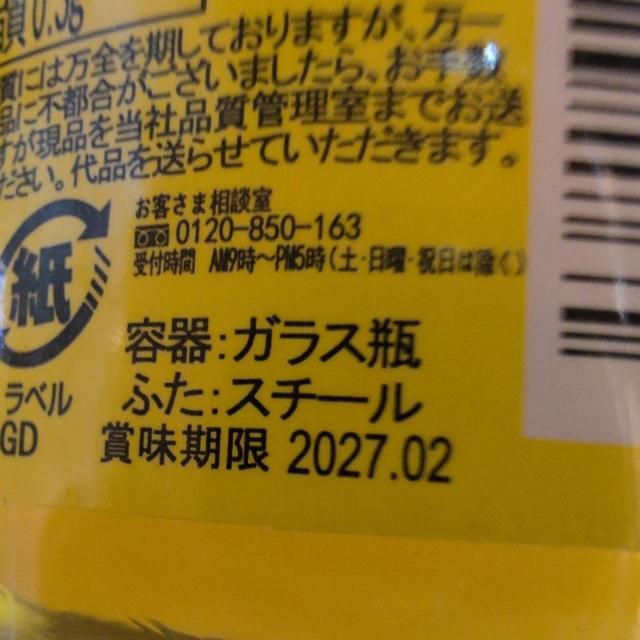 0.3g
質には万全を期しておりますが、万一
品に不都合がございましたら、お手数
すが現品を当社品質管理室までお送
ださい。代品を送らせていただきます。
お客さま相談室
0120-850-163
受付時間 AM9時〜PM5時(土・日曜・祝日は除く)
紙
容器:ガラス瓶
ラベル ふた:スチール
GD 賞味期限 2027.02